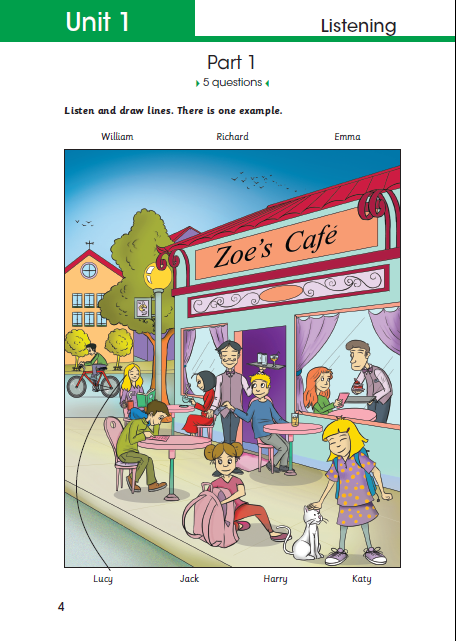 Unit 1
Listening
Part 1
5 questions
Listen and draw lines. There is one example.
William Richard Emma
Zoe's Café
Lucy Jack Harry Katy
4